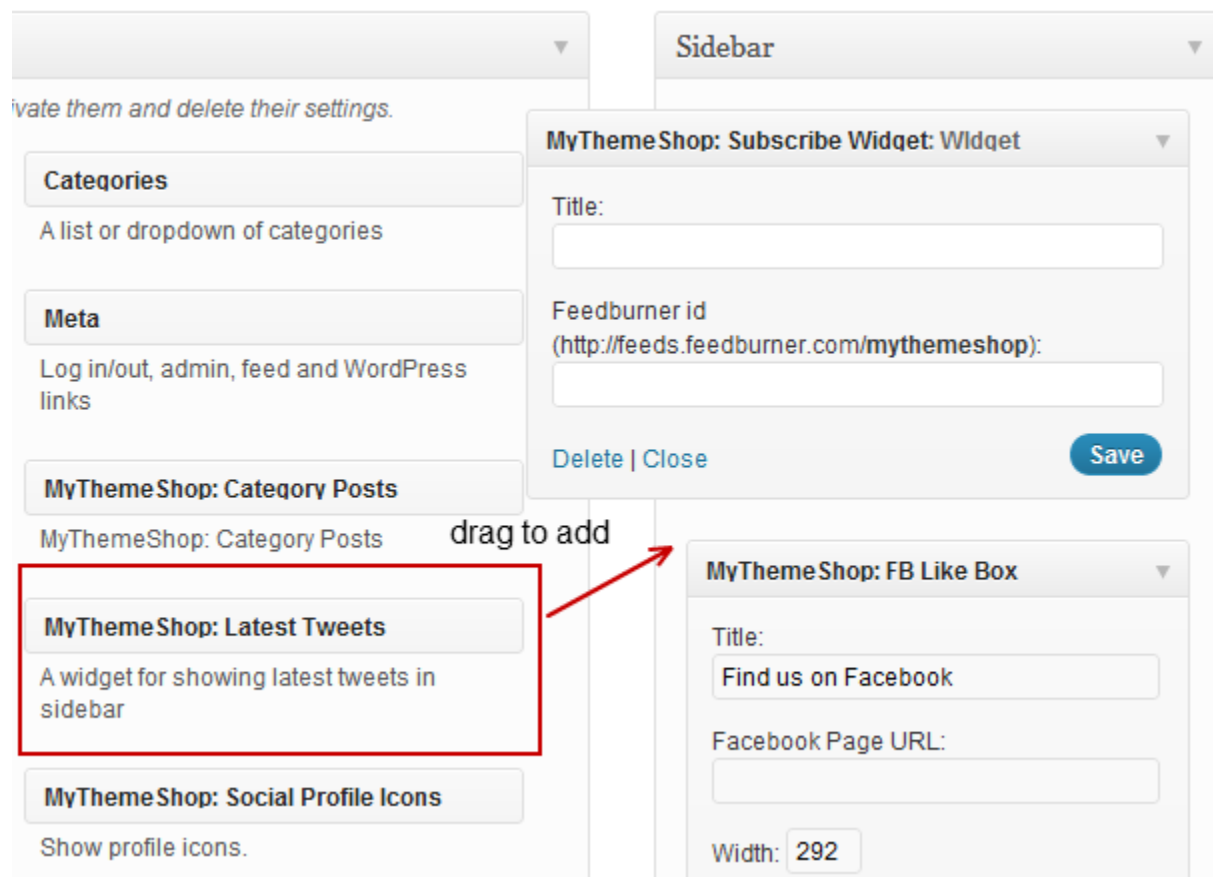 ivate them and delete their settings.
Categories
A list or dropdown of categories
Meta
Log in/out, admin, feed and WordPress
links
MyThemeShop: Category Posts
MyThemeShop: Category Posts
MyThemeShop: Latest Tweets
A widget for showing latest tweets in
sidebar
MyThemeShop: Social Profile Icons
Show profile icons.
drag to add
Sidebar
MyThemeShop: Subscribe Widget: WIdget
Title:
Feedburner id
(http://feeds.feedburner.com/mythemeshop):
Delete | Close
Save
MyThemeShop: FB Like Box
Title:
Find us on Facebook
Facebook Page URL:
Width: 292